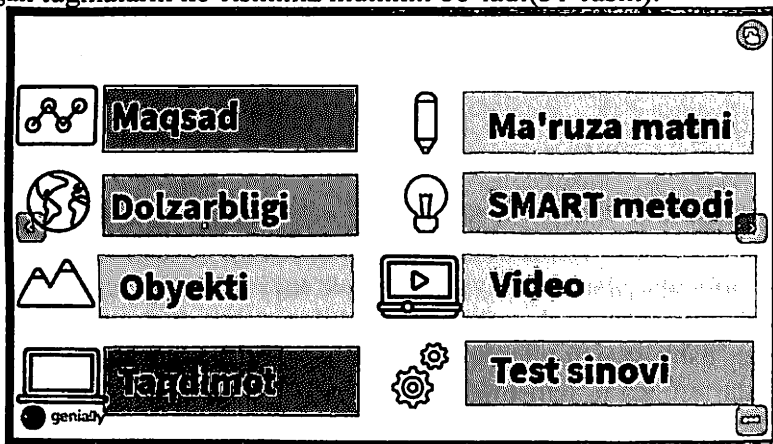 Maqsad
Dolzarbligi
Obyekti
Taqdimot
genially
Ma'ruza matni
SMART metodi
Video
Test sinovi